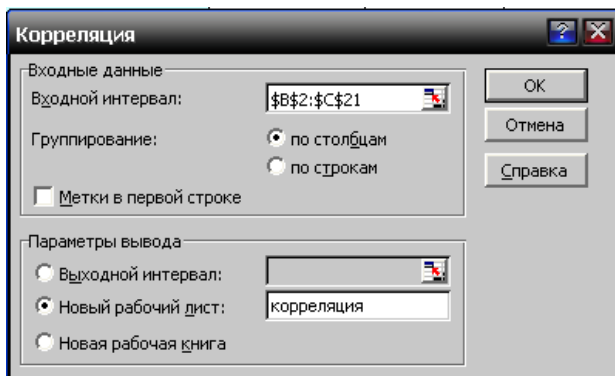 Корреляция
Входные данные
Входной интервал:
$B$2:$C$21
Группирование:
по столбцам
по строкам
Метки в первой строке
OK
Отмена
Справка
Параметры вывода
Выходной интервал:
Новый рабочий лист:
корреляция
Новая рабочая книга